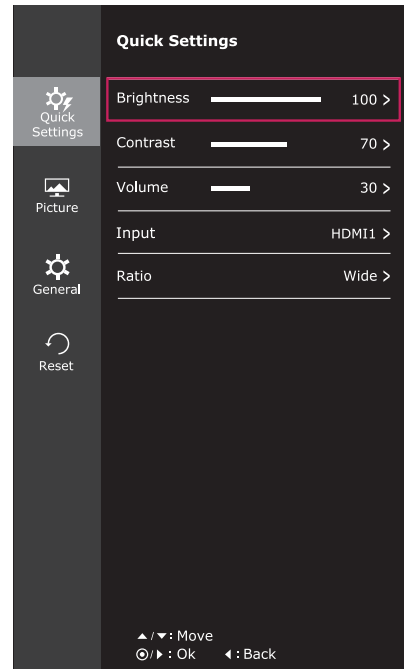 Quick Settings
Quick
Settings
Picture
General
Reset
Brightness 100 >
Contrast 70 >
Volume 30 >
Input HDMI1 >
Ratio Wide >
▲/▼: Move
◉/▶ : Ok ◀ : Back